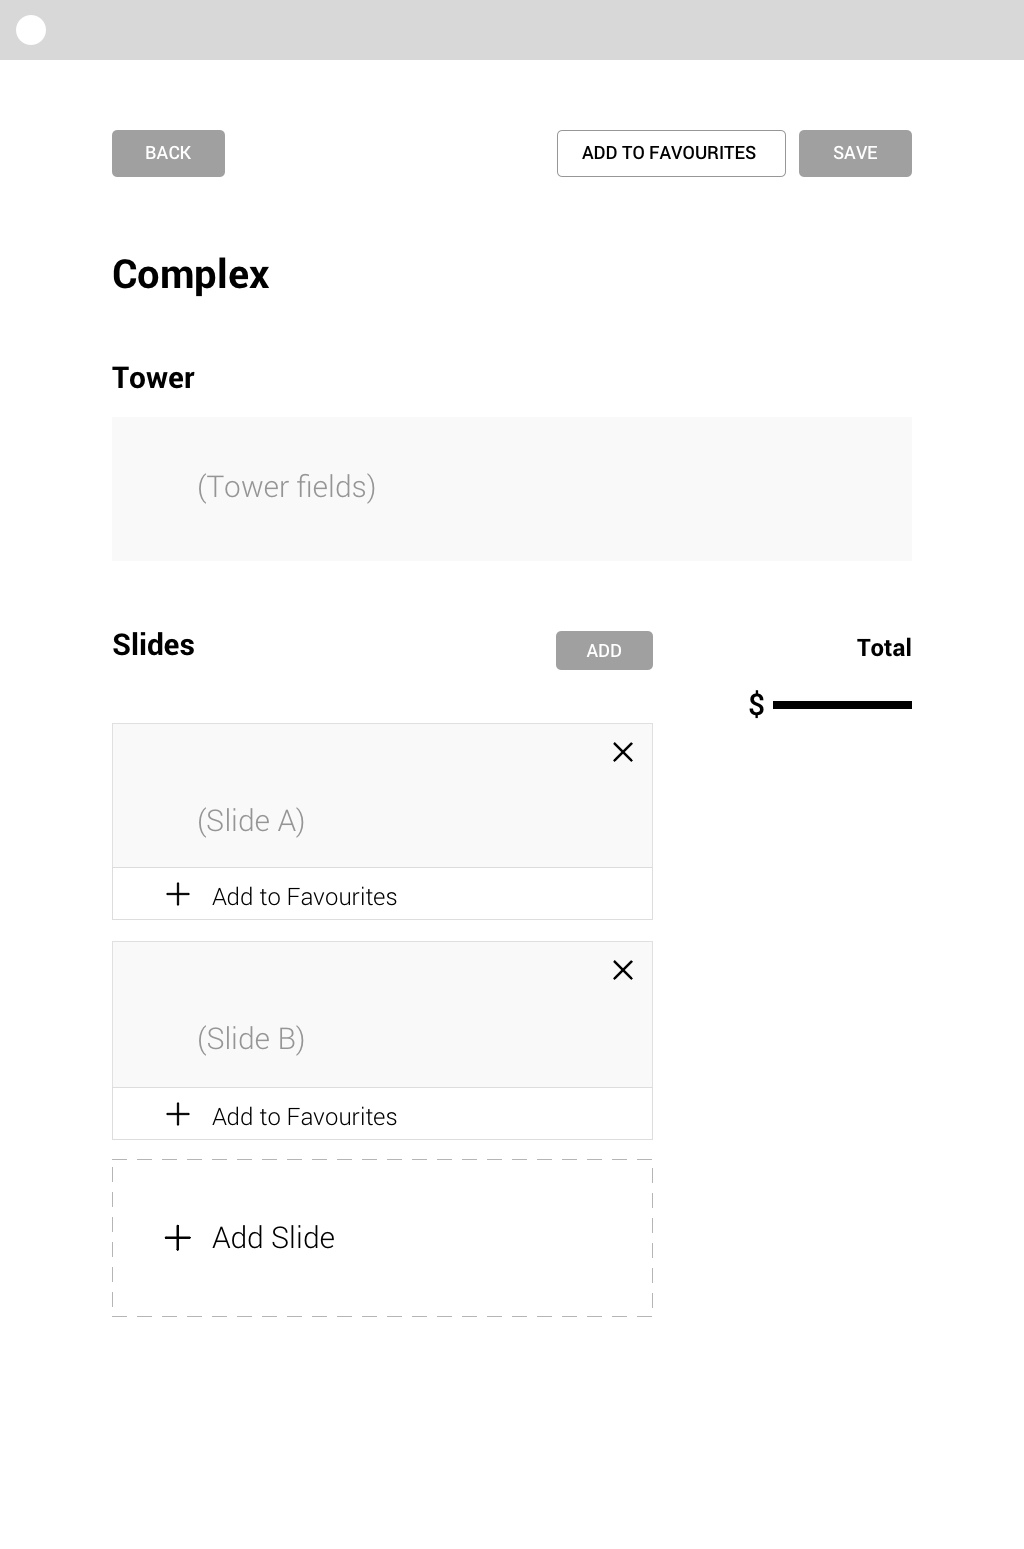 BACK
ADD TO FAVOURITES
SAVE
Complex
Tower
(Tower fields)
Slides
ADD
Total
$
(Slide A)
Add to Favourites
(Slide B)
Add to Favourites
Add Slide